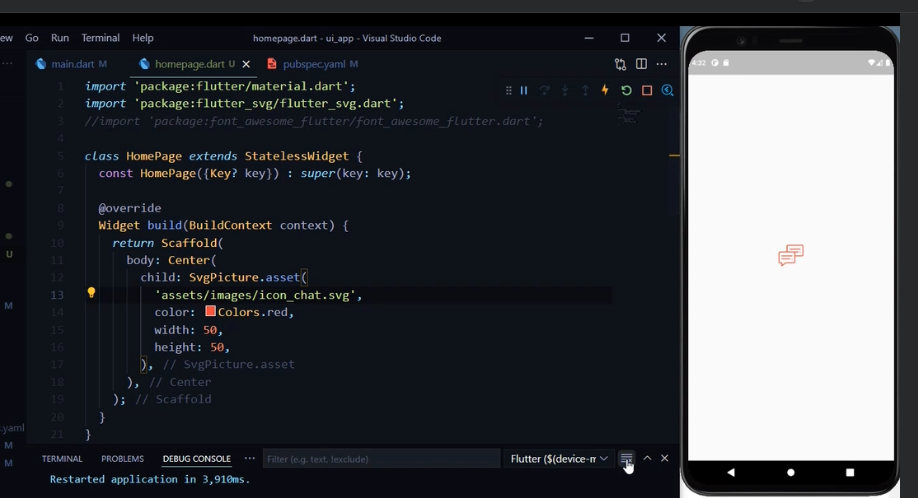 ew Go Run Terminal Help homepage.dart - ui_app - Visual Studio Code
main.dart M homepage.dart U pubspec.yaml M
1 import 'package:flutter/material.dart';
2 import 'package:flutter_svg/flutter_svg.dart';
3 //import 'package:font_awesome_flutter/font_awesome_flutter.dart';
4
5 class HomePage extends StatelessWidget {
6 const HomePage({Key? key}) : super(key: key);
7
8 @override
9 Widget build(BuildContext context) {
10 return Scaffold(
11 body: Center(
12 child: SvgPicture.asset(
13 'assets/images/icon_chat.svg',
14 color: Colors.red,
15 width: 50,
16 height: 50,
17 ), // SvgPicture.asset
18 ), // Center
19 ); // Scaffold
20 }
21 }
U
M
.yaml
M
M
TERMINAL PROBLEMS DEBUG CONSOLE ··· Filter (e.g. text, !exclude) Flutter ($(device-m
Restarted application in 3,910ms.
4:32